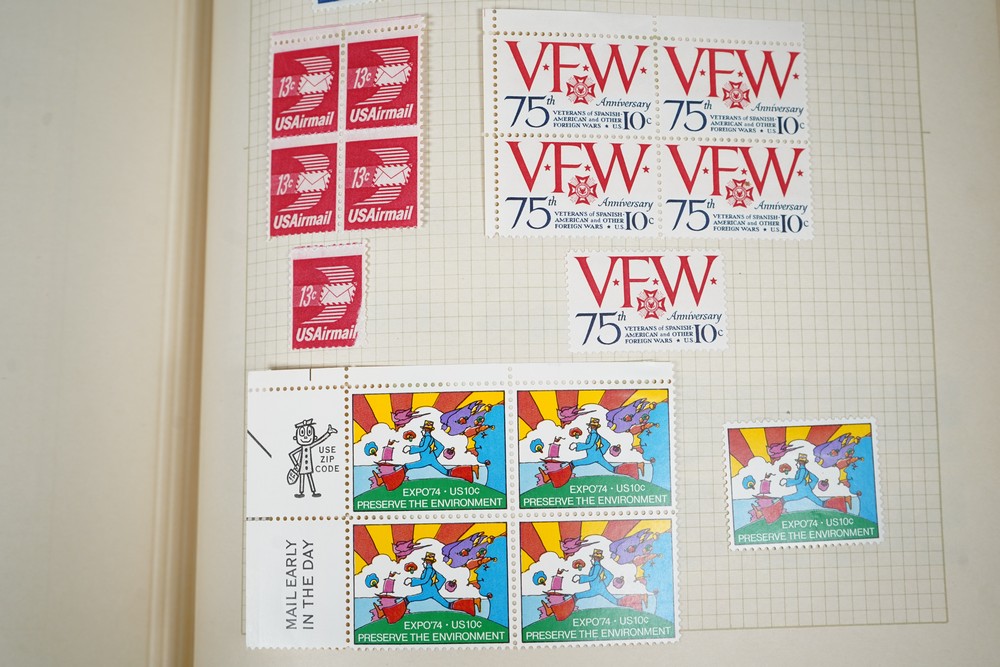 13c
USAirmail
13c
USAirmail
13c
USAirmail
13c
USAirmail
V·F·W·
75th Anniversary
VETERANS OF SPANISH-
AMERICAN and OTHER
FOREIGN WARS ★ U.S. 10c
V·F·W·
75th Anniversary
VETERANS OF SPANISH-
AMERICAN and OTHER
FOREIGN WARS ★ U.S. 10c
V·F·W·
75th Anniversary
VETERANS OF SPANISH-
AMERICAN and OTHER
FOREIGN WARS ★ U.S. 10c
V·F·W·
75th Anniversary
VETERANS OF SPANISH-
AMERICAN and OTHER
FOREIGN WARS ★ U.S. 10c
13c
USAirmail
V·F·W·
75th Anniversary
VETERANS OF SPANISH-
AMERICAN and OTHER
FOREIGN WARS ★ U.S. 10c
USE
ZIP
CODE
EXPO'74 · US10c
PRESERVE THE ENVIRONMENT
EXPO'74 · US10c
PRESERVE THE ENVIRONMENT
MAIL EARLY
IN THE DAY
EXPO'74 · US10c
PRESERVE THE ENVIRONMENT
EXPO'74 · US10c
PRESERVE THE ENVIRONMENT
EXPO'74 · US10c
PRESERVE THE ENVIRONMENT